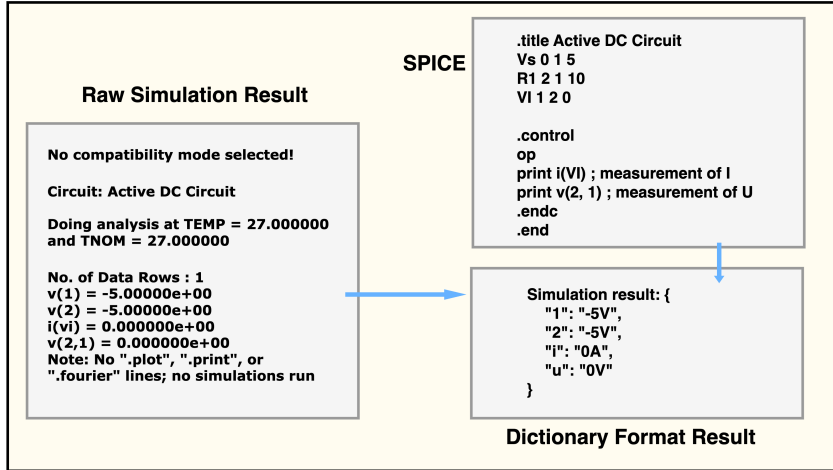 Raw Simulation Result
No compatibility mode selected!
Circuit: Active DC Circuit
Doing analysis at TEMP = 27.000000
and TNOM = 27.000000
No. of Data Rows : 1
v(1) = -5.00000e+00
v(2) = -5.00000e+00
i(vi) = 0.000000e+00
v(2,1) = 0.000000e+00
Note: No ".plot", ".print", or
".fourier" lines; no simulations run
SPICE
.title Active DC Circuit
Vs 0 1 5
R1 2 1 10
VI 1 2 0
.control
op
print i(VI) ; measurement of I
print v(2, 1) ; measurement of U
.endc
.end
Simulation result: {
"1": "-5V",
"2": "-5V",
"i": "0A",
"u": "0V"
}
Dictionary Format Result